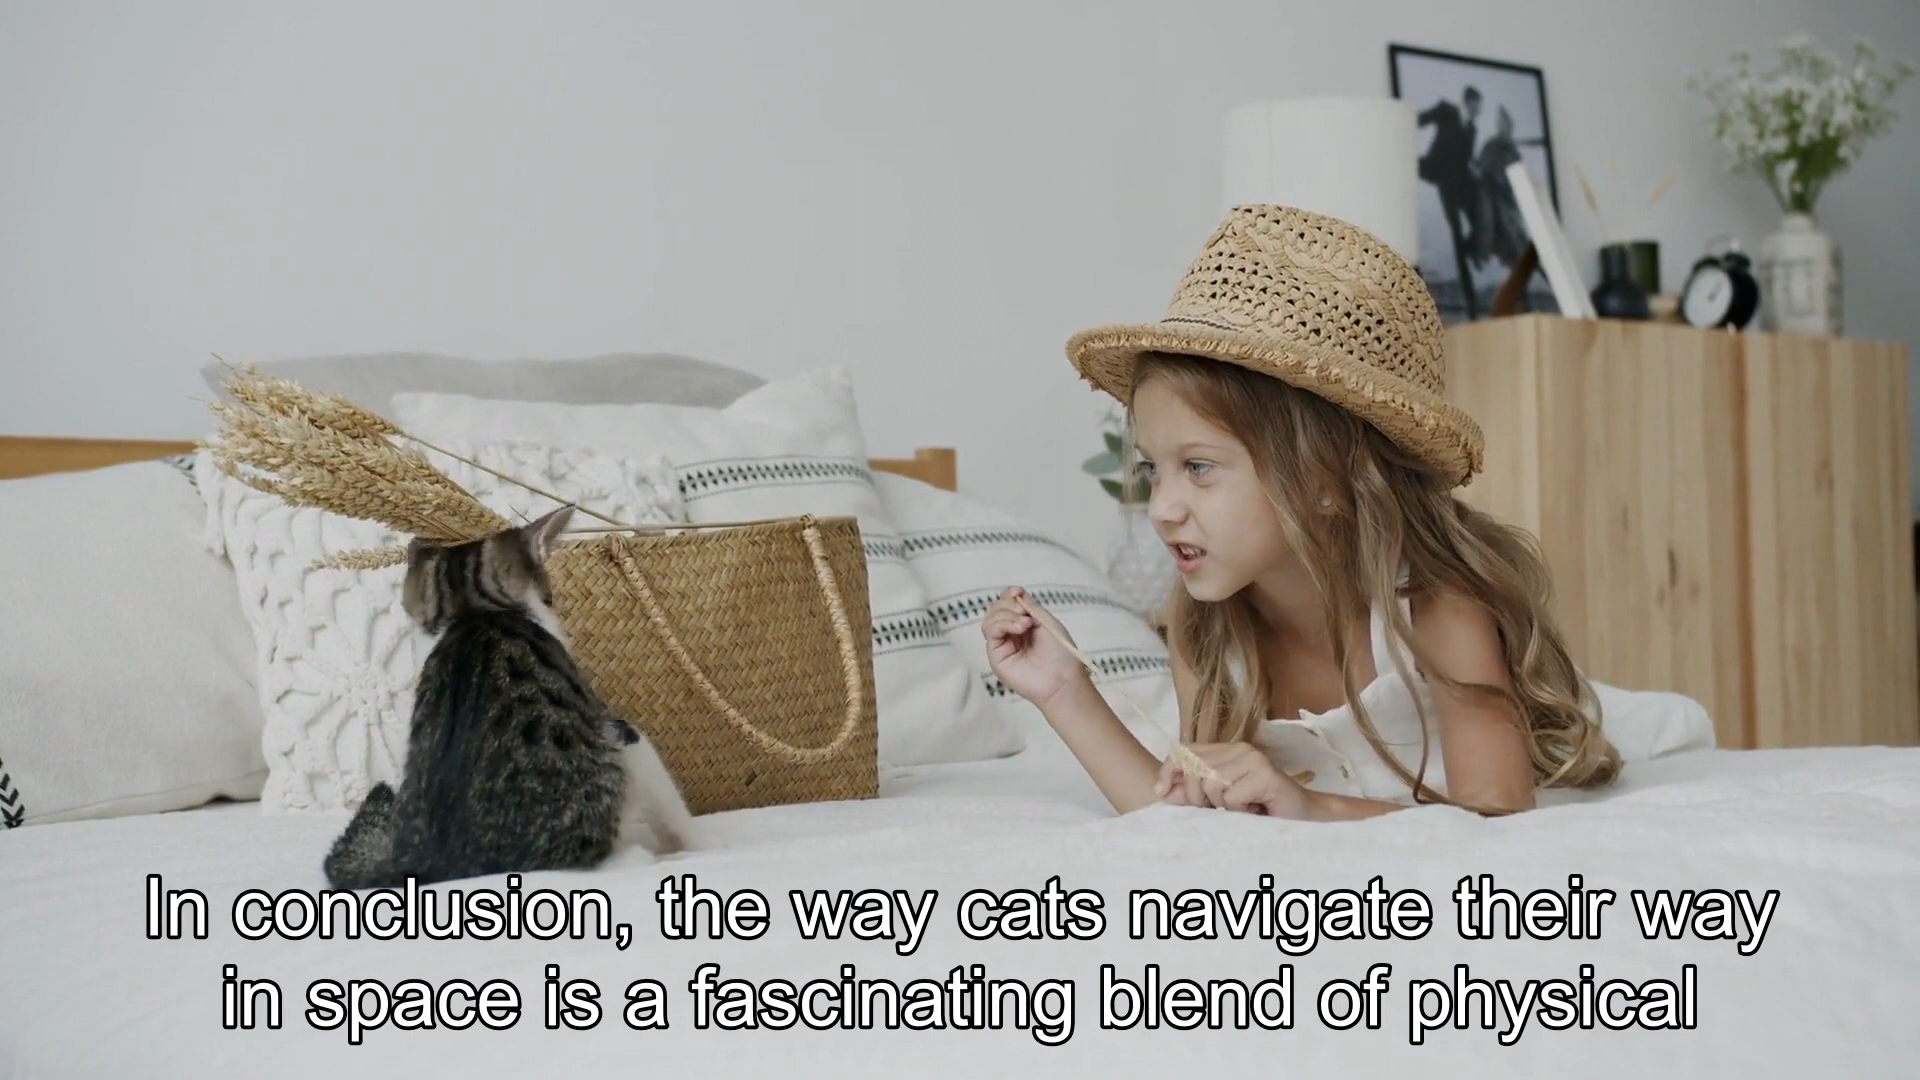 In conclusion, the way cats navigate their way
in space is a fascinating blend of physical